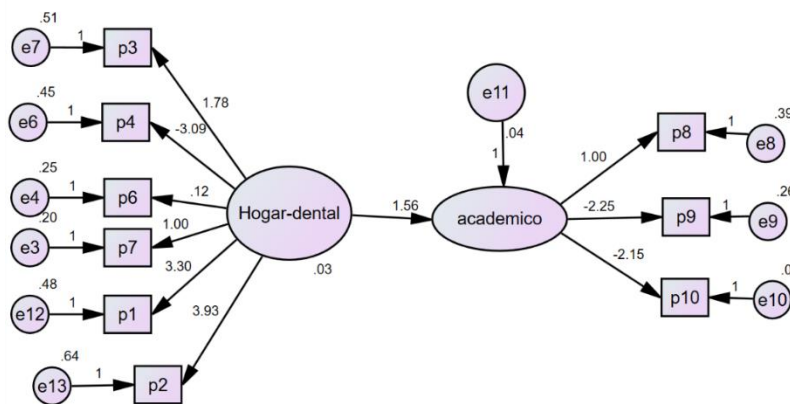 .51
e7
1
p3
.45
e6
1
p4
1.78
-3.09
.25
e4
1
p6
.12
.20
e3
1
p7
1.00
.48
e12
1
p1
3.30
.64
e13
1
p2
3.93
Hogar-dental
.03
1.56
e11
.04
1
academico
1.00
p8
1
.39
e8
-2.25
p9
1
.26
e9
-2.15
p10
1
e10